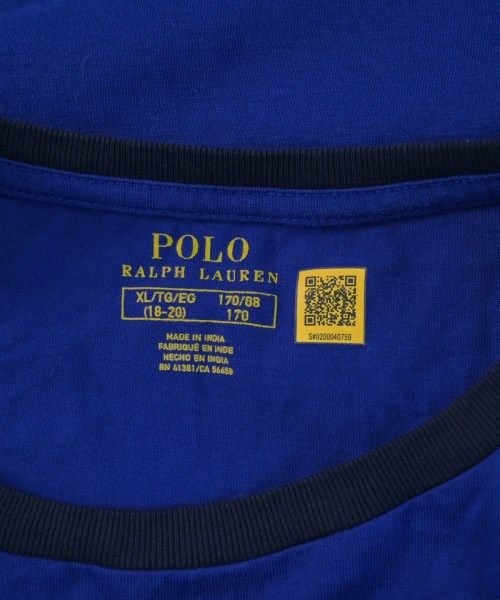 POLO
RALPH LAUREN
XL/TG/EG 170/88
(18-20) 170
MADE IN INDIA
FABRIQUÉ EN INDE
HECHO EN INDIA
RN 41381/CA 56658
S#0200040759